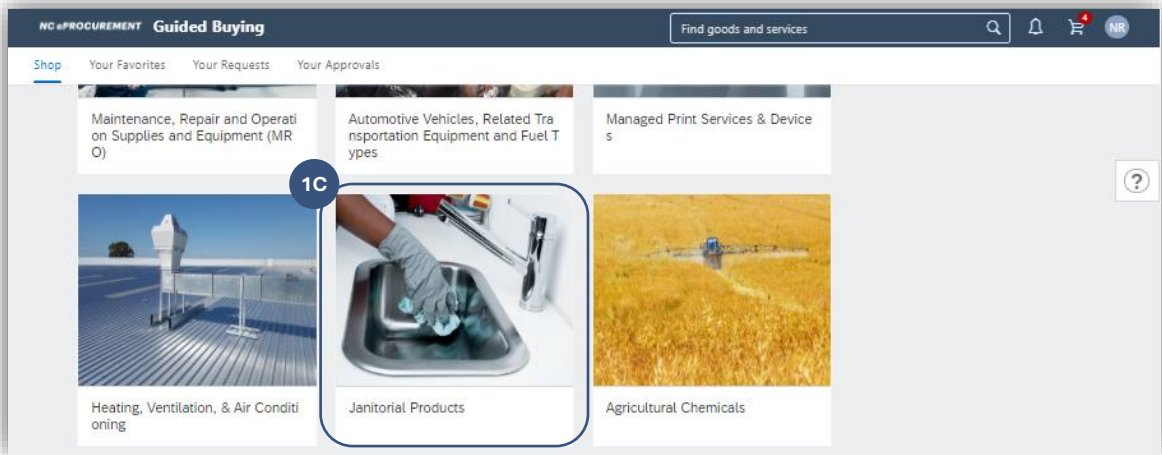 NC ePROCUREMENT Guided Buying
Find goods and services
4
NR
Shop Your Favorites Your Requests Your Approvals
Maintenance, Repair and Operati
on Supplies and Equipment (MR
O)
Automotive Vehicles, Related Tra
nsportation Equipment and Fuel T
ypes
Managed Print Services & Device
s
?
1C
Heating, Ventilation, & Air Conditi
oning
Janitorial Products
Agricultural Chemicals